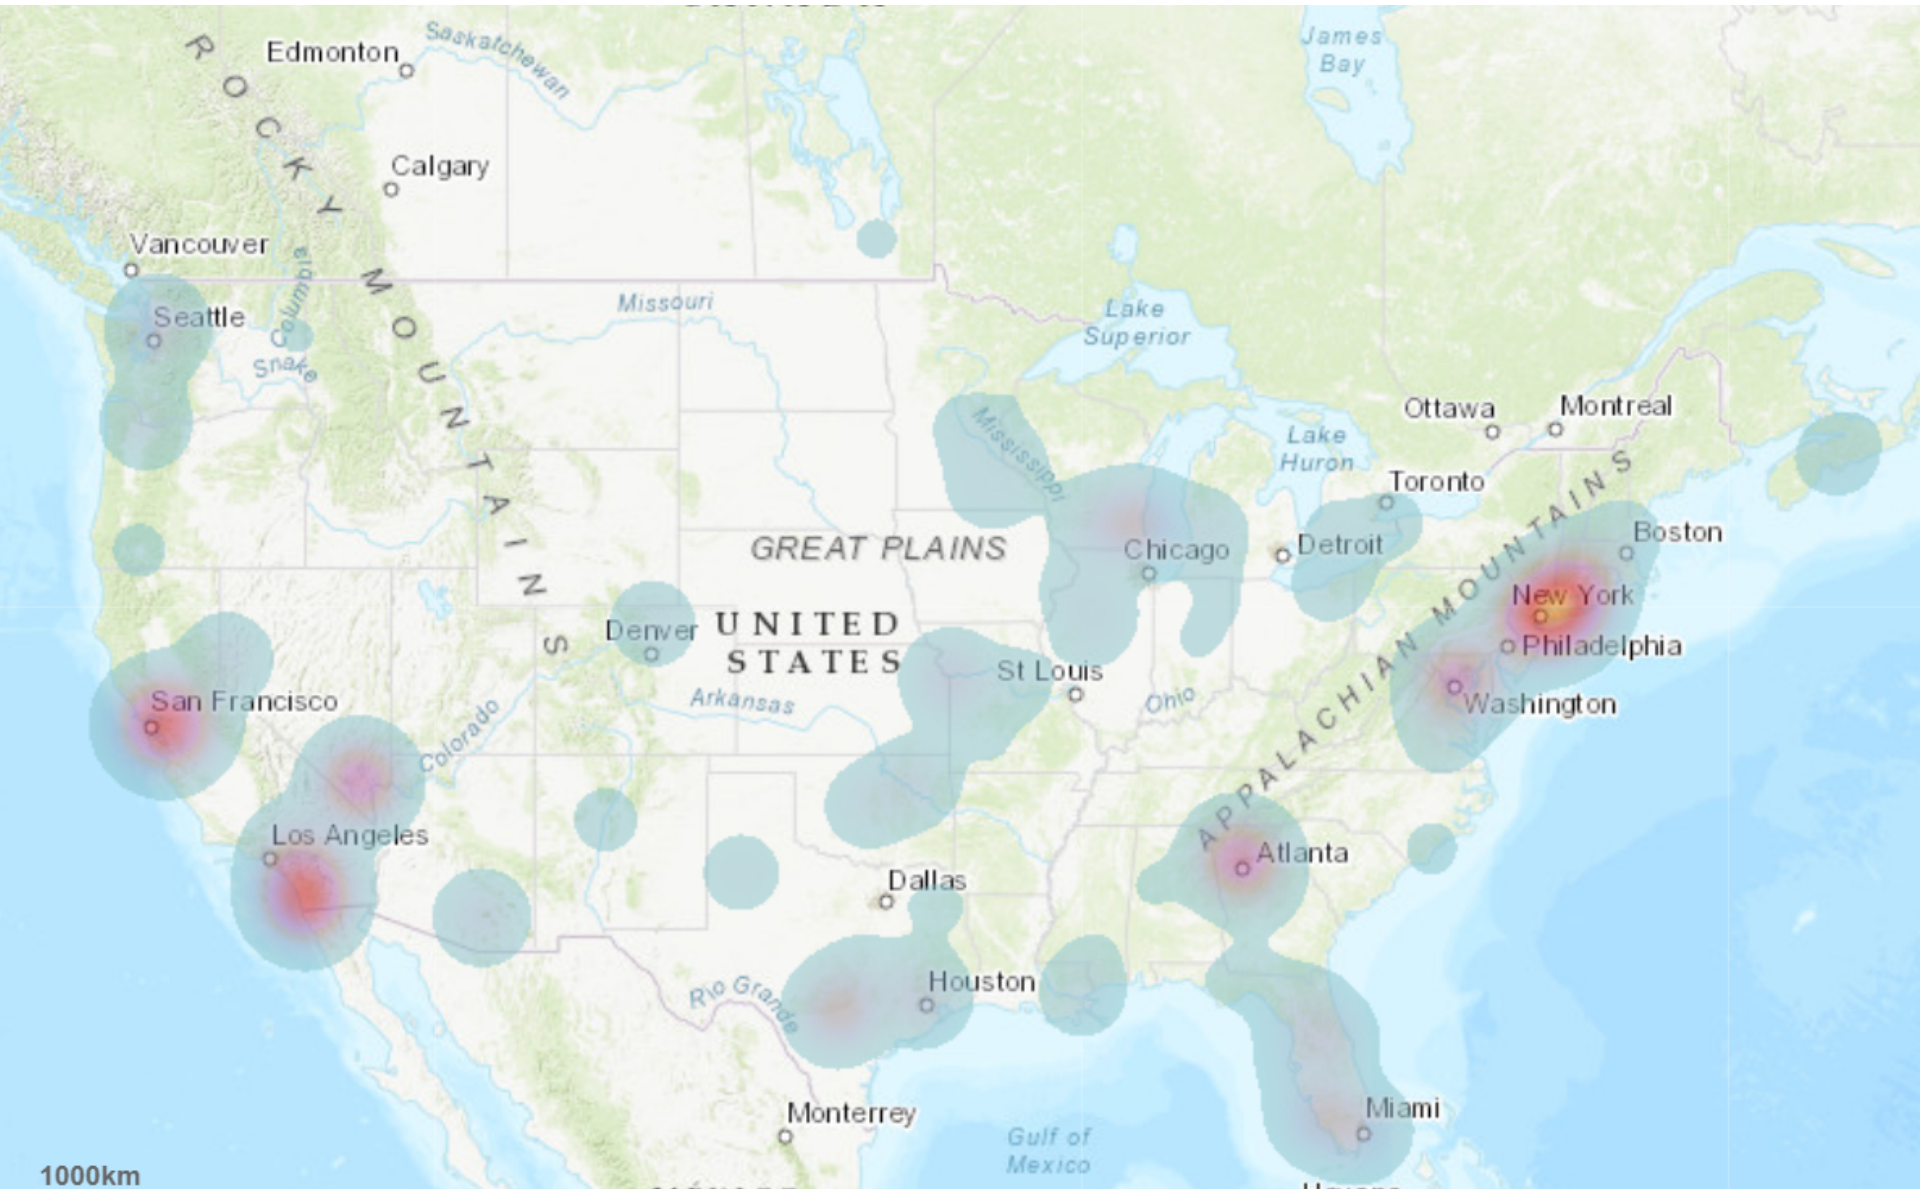 Edmonton
Saskatchewan
James
Bay
ROCKY MOUNTAINS
Calgary
Vancouver
Columbia
Seattle
Snake
Missouri
Lake
Superior
Mississippi
Ottawa
Montreal
Lake
Huron
Toronto
Boston
GREAT PLAINS
Chicago
Detroit
New York
Denver
UNITED
STATES
Philadelphia
St Louis
San Francisco
Arkansas
Ohio
Washington
Colorado
APPALACHIAN MOUNTAINS
Los Angeles
Atlanta
Dallas
Rio Grande
Houston
Monterrey
Miami
Gulf of
Mexico
1000km